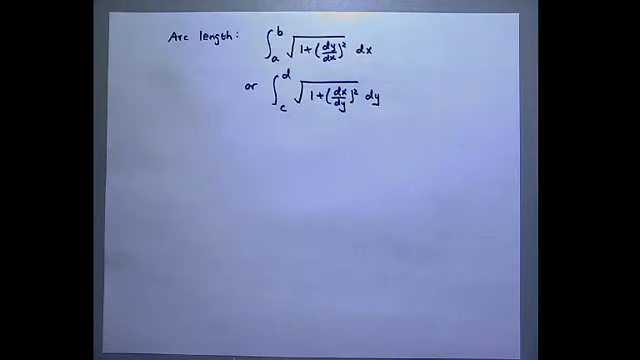 Arc length: ∫_a^b √(1+(dy/dx)²) dx
or ∫_c^d √(1+(dx/dy)²) dy